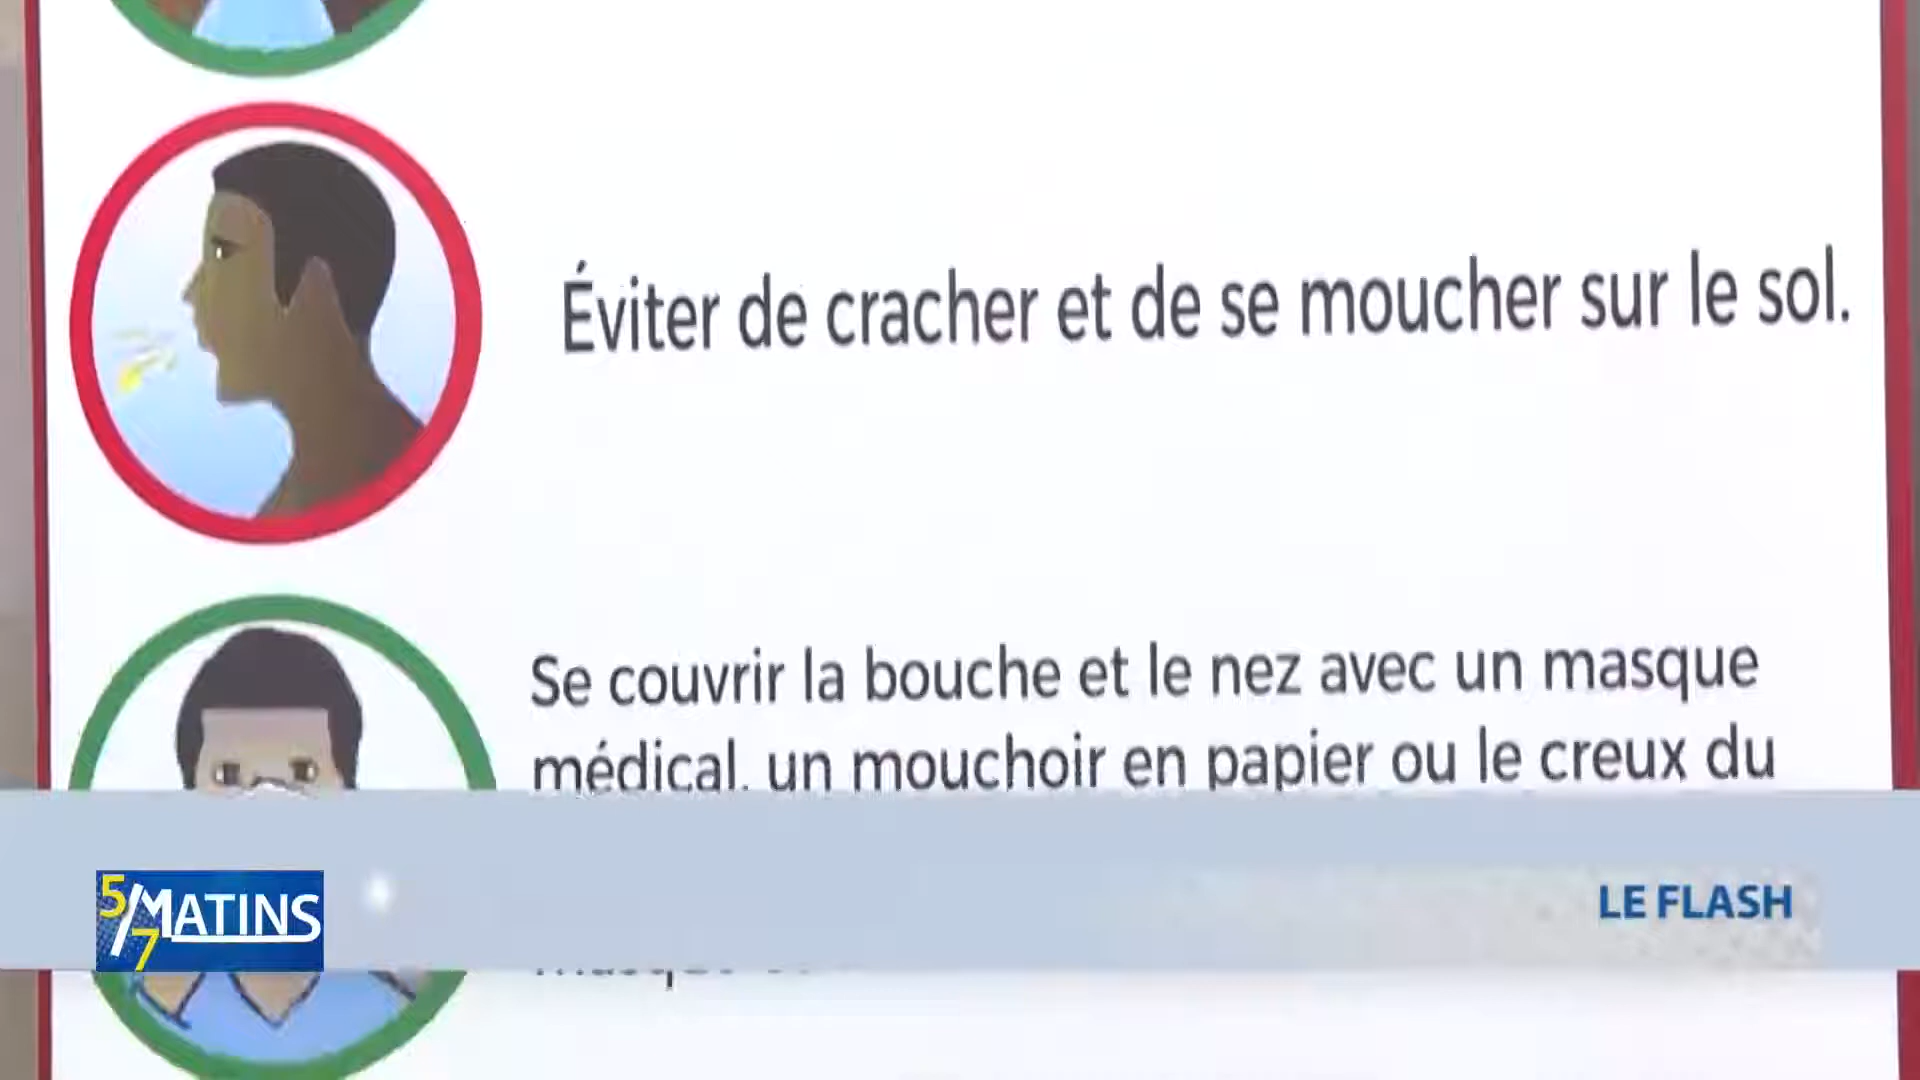 Éviter de cracher et de se moucher sur le sol.
Se couvrir la bouche et le nez avec un masque
médical, un mouchoir en papier ou le creux du
5/7 MATINS
LE FLASH